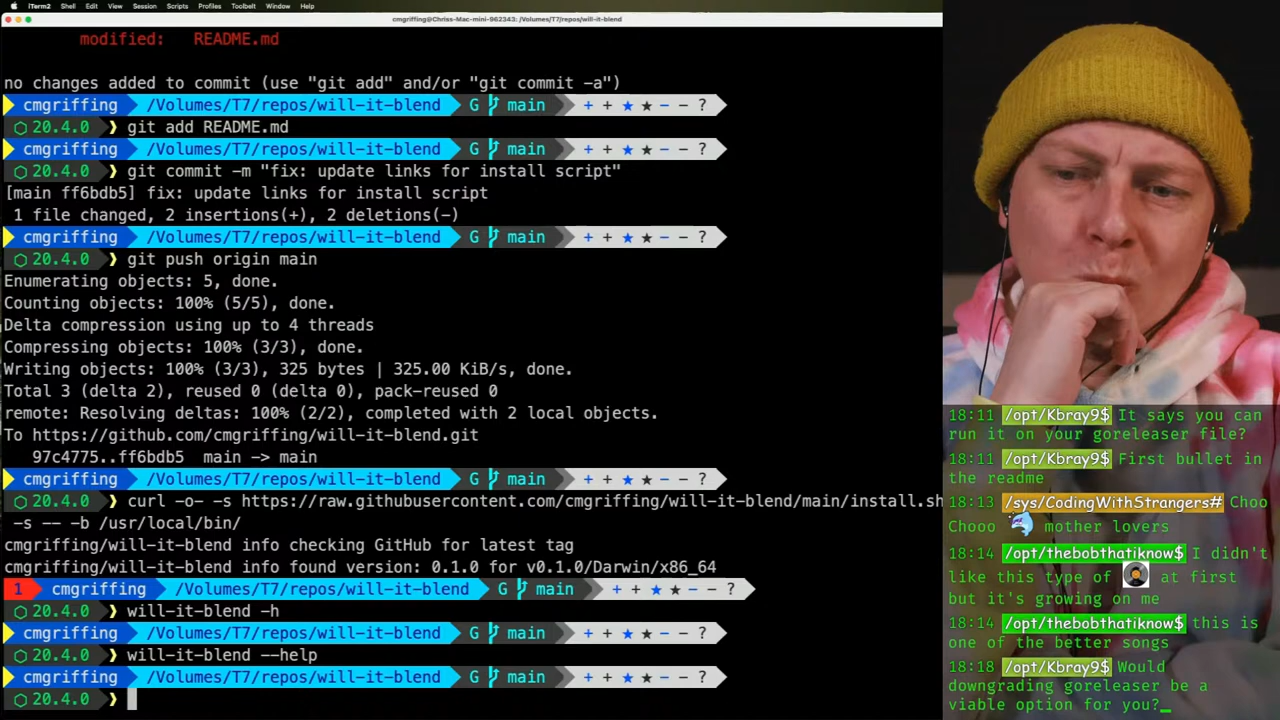 iTerm2 Shell Edit View Session Scripts Profiles Toolbelt Window Help
cmgriffing@Chriss-Mac-mini-962343: /Volumes/T7/repos/will-it-blend
modified: README.md
no changes added to commit (use "git add" and/or "git commit -a")
cmgriffing /Volumes/T7/repos/will-it-blend G main + + ★ ★ − − ?
20.4.0 ❯ git add README.md
cmgriffing /Volumes/T7/repos/will-it-blend G main + + ★ ★ − − ?
20.4.0 ❯ git commit -m "fix: update links for install script"
[main ff6bdb5] fix: update links for install script
1 file changed, 2 insertions(+), 2 deletions(-)
cmgriffing /Volumes/T7/repos/will-it-blend G main + + ★ ★ − − ?
20.4.0 ❯ git push origin main
Enumerating objects: 5, done.
Counting objects: 100% (5/5), done.
Delta compression using up to 4 threads
Compressing objects: 100% (3/3), done.
Writing objects: 100% (3/3), 325 bytes | 325.00 KiB/s, done.
Total 3 (delta 2), reused 0 (delta 0), pack-reused 0
remote: Resolving deltas: 100% (2/2), completed with 2 local objects.
To https://github.com/cmgriffing/will-it-blend.git
97c4775..ff6bdb5 main -> main
cmgriffing /Volumes/T7/repos/will-it-blend G main + + ★ ★ − − ?
20.4.0 ❯ curl -o- -s https://raw.githubusercontent.com/cmgriffing/will-it-blend/main/install.sh
-s -- -b /usr/local/bin/
cmgriffing/will-it-blend info checking GitHub for latest tag
cmgriffing/will-it-blend info found version: 0.1.0 for v0.1.0/Darwin/x86_64
1 cmgriffing /Volumes/T7/repos/will-it-blend G main + + ★ ★ − − ?
20.4.0 ❯ will-it-blend -h
cmgriffing /Volumes/T7/repos/will-it-blend G main + + ★ ★ − − ?
20.4.0 ❯ will-it-blend --help
cmgriffing /Volumes/T7/repos/will-it-blend G main + + ★ ★ − − ?
20.4.0 ❯
18:11 /opt/Kbray9$ It says you can
run it on your goreleaser file?
18:11 /opt/Kbray9$ First bullet in
the readme
18:13 /sys/CodingWithStrangers# Choo
Chooo mother lovers
18:14 /opt/thebobthatiknow$ I didn't
like this type of at first
but it's growing on me
18:14 /opt/thebobthatiknow$ this is
one of the better songs
18:18 /opt/Kbray9$ Would
downgrading goreleaser be a
viable option for you?_